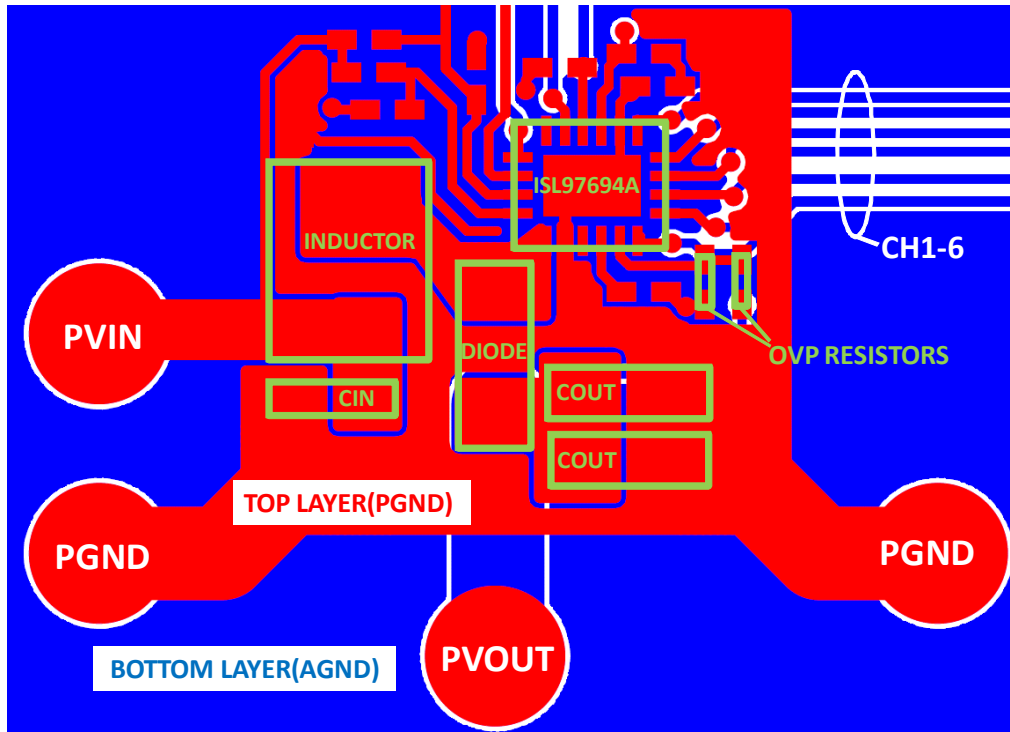 ISL97694A
INDUCTOR
CH1-6
PVIN
DIODE
OVP RESISTORS
CIN
COUT
COUT
TOP LAYER(PGND)
PGND
PGND
PVOUT
BOTTOM LAYER(AGND)